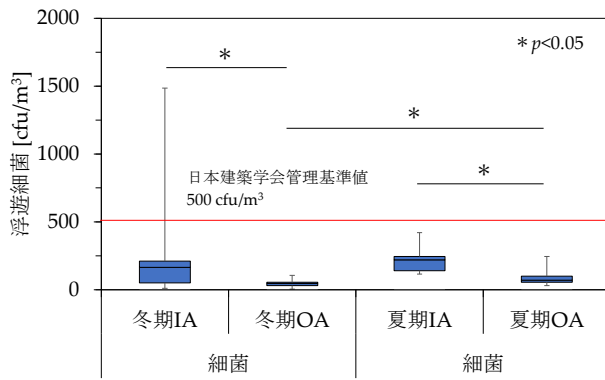 2000
1500
1000
500
0
浮遊細菌 [cfu/m³]
*p<0.05
*
*
*
日本建築学会管理基準値
500 cfu/m³
冬期IA 冬期OA 夏期IA 夏期OA
細菌 細菌